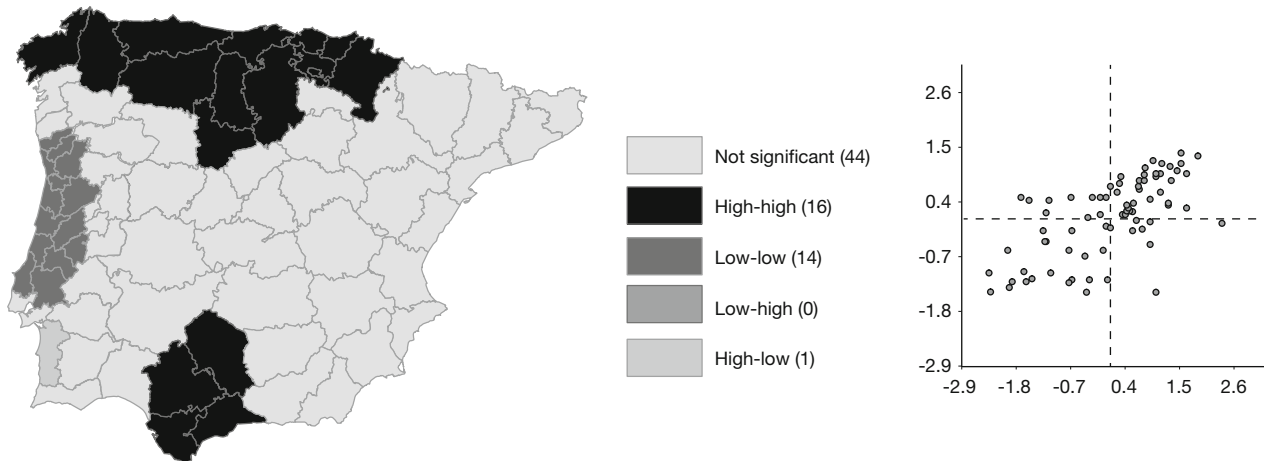 Not significant (44)
High-high (16)
Low-low (14)
Low-high (0)
High-low (1)
2.6
1.5
0.4
-0.7
-1.8
-2.9
-2.9 -1.8 -0.7 0.4 1.5 2.6